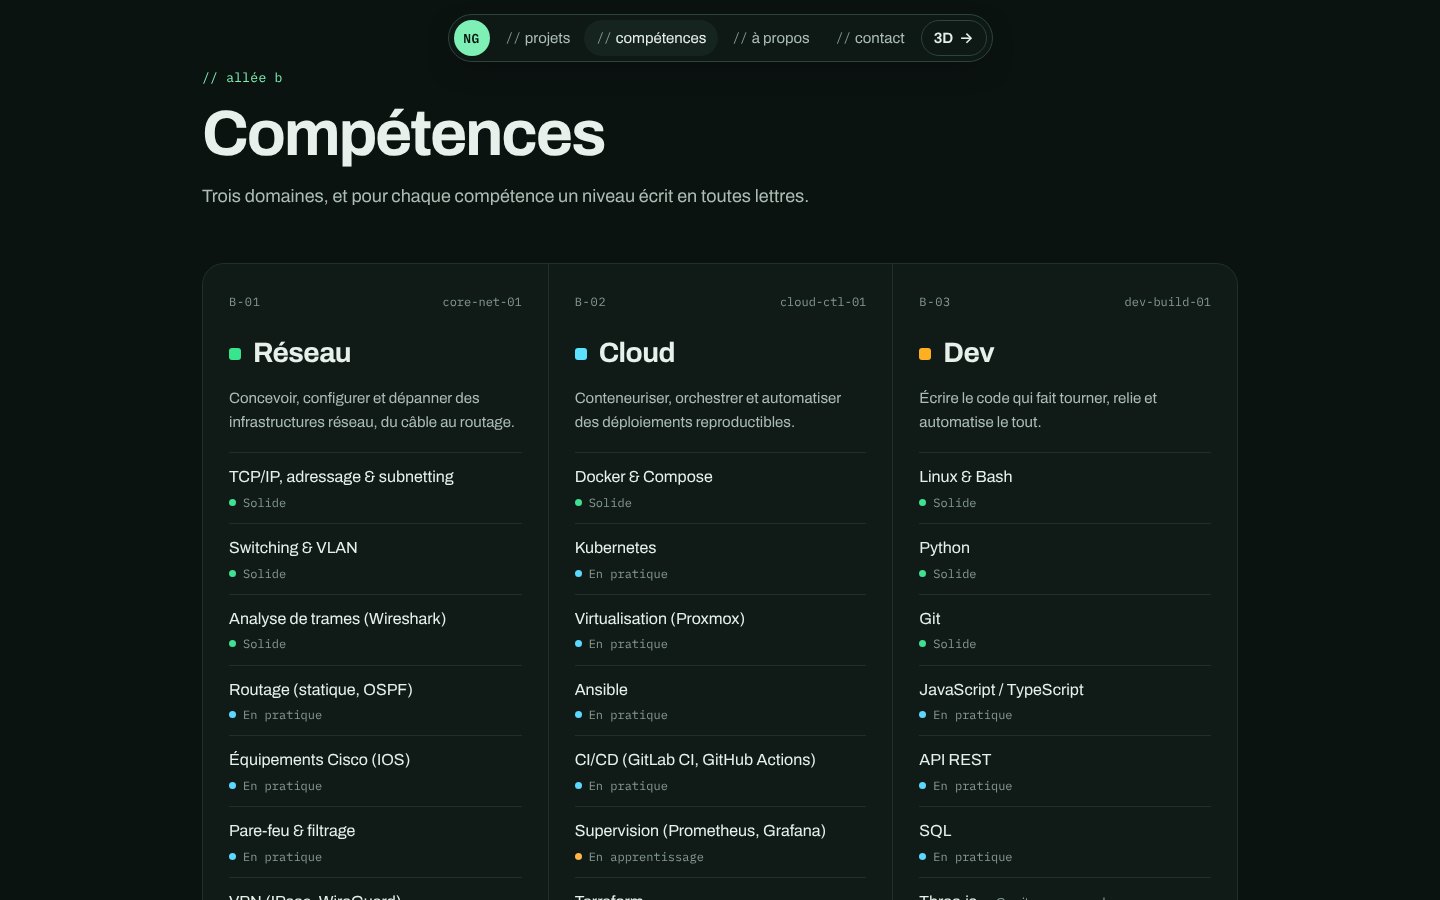 NG // projets // compétences // à propos // contact 3D →
// allée b
Compétences
Trois domaines, et pour chaque compétence un niveau écrit en toutes lettres.
B-01 core-net-01
Réseau
Concevoir, configurer et dépanner des
infrastructures réseau, du câble au routage.
TCP/IP, adressage & subnetting
Solide
Switching & VLAN
Solide
Analyse de trames (Wireshark)
Solide
Routage (statique, OSPF)
En pratique
Équipements Cisco (IOS)
En pratique
Pare-feu & filtrage
En pratique
VPN (IPsec, WireGuard)
B-02 cloud-ctl-01
Cloud
Conteneuriser, orchestrer et automatiser
des déploiements reproductibles.
Docker & Compose
Solide
Kubernetes
En pratique
Virtualisation (Proxmox)
En pratique
Ansible
En pratique
CI/CD (GitLab CI, GitHub Actions)
En pratique
Supervision (Prometheus, Grafana)
En apprentissage
Terraform
B-03 dev-build-01
Dev
Écrire le code qui fait tourner, relie et
automatise le tout.
Linux & Bash
Solide
Python
Solide
Git
Solide
JavaScript / TypeScript
En pratique
API REST
En pratique
SQL
En pratique
Three.js